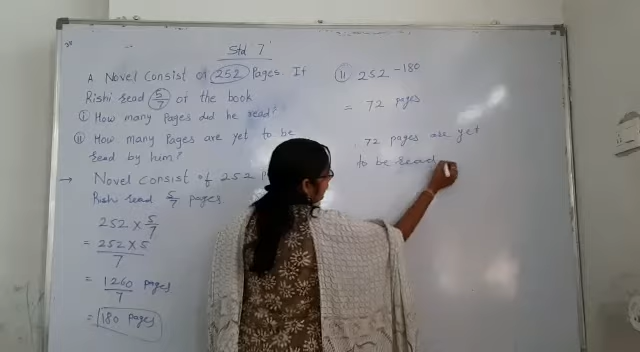 Std 7
A Novel Consist of 252 Pages. If
Rishi read 5/7 of the book
(i) How many Pages did he read?
(ii) How many Pages are yet to be
read by him?
→ Novel consist of 252
Rishi read 5/7 pages
252 × 5/7
= 252 × 5 / 7
= 1260 / 7 pages
= 180 pages
(ii) 252 - 180
= 72 pages
72 pages are yet
to be read